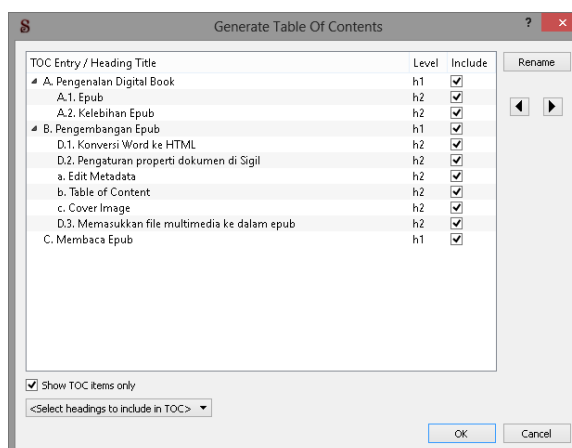 S Generate Table Of Contents ? x
TOC Entry / Heading Title Level Include
A. Pengenalan Digital Book h1
A.1. Epub h2
A.2. Kelebihan Epub h2
B. Pengembangan Epub h1
D.1. Konversi Word ke HTML h2
D.2. Pengaturan properti dokumen di Sigil h2
a. Edit Metadata h2
b. Table of Content h2
c. Cover Image h2
D.3. Memasukkan file multimedia ke dalam epub h2
C. Membaca Epub h1
Rename
Show TOC items only
<Select headings to include in TOC>
OK Cancel